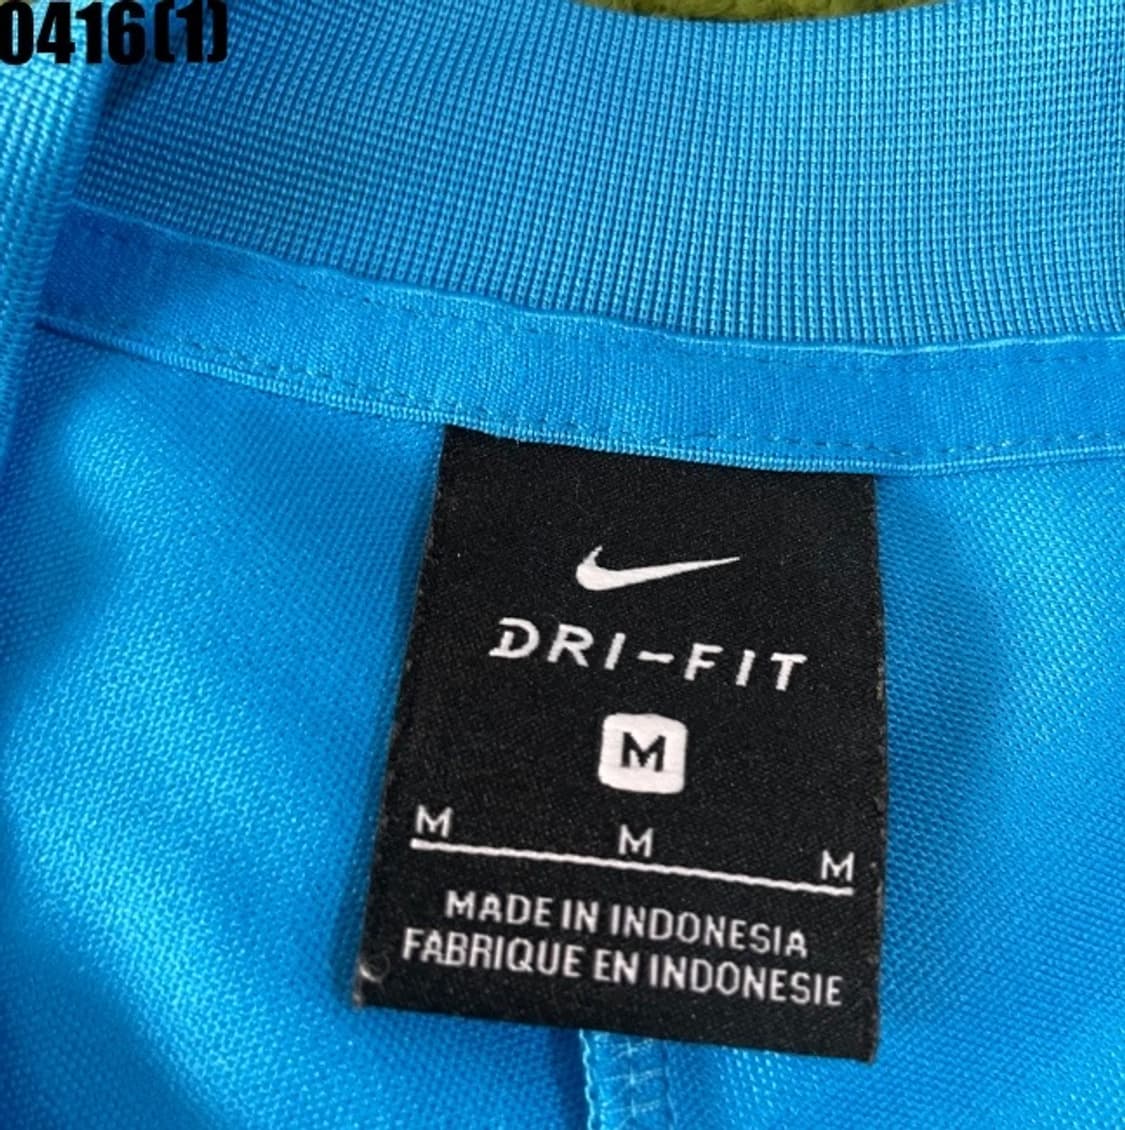 0416(1)
DRI-FIT
M
M M M
MADE IN INDONESIA
FABRIQUE EN INDONESIE